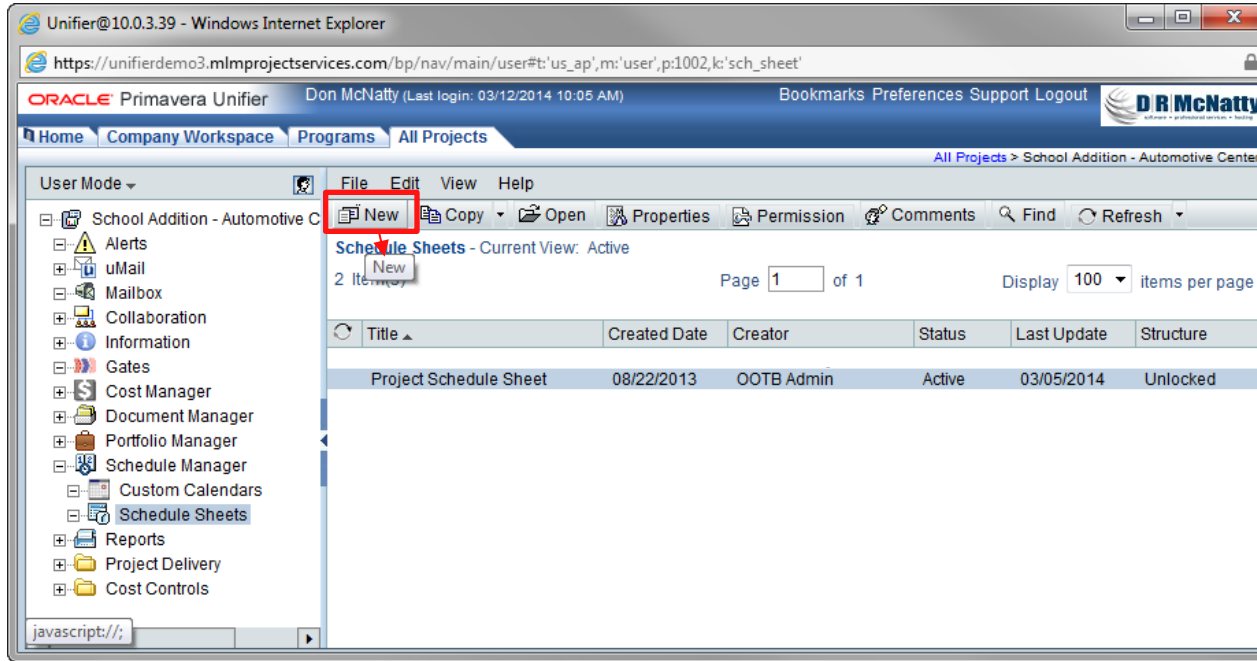 Unifier@10.0.3.39 - Windows Internet Explorer
https://unifierdemo3.mlmprojectservices.com/bp/nav/main/user#t:'us_ap',m:'user',p:1002,k:'sch_sheet'
ORACLE Primavera Unifier Don McNatty (Last login: 03/12/2014 10:05 AM) Bookmarks Preferences Support Logout D|R|McNatty
Home Company Workspace Programs All Projects
All Projects > School Addition - Automotive Center
User Mode
File Edit View Help
New Copy Open Properties Permission Comments Find Refresh
Schedule Sheets - Current View: Active
New
2 Item(s) Page 1 of 1 Display 100 items per page
Title Created Date Creator Status Last Update Structure
Project Schedule Sheet 08/22/2013 OOTB Admin Active 03/05/2014 Unlocked
School Addition - Automotive C
Alerts
uMail
Mailbox
Collaboration
Information
Gates
Cost Manager
Document Manager
Portfolio Manager
Schedule Manager
Custom Calendars
Schedule Sheets
Reports
Project Delivery
Cost Controls
javascript://;